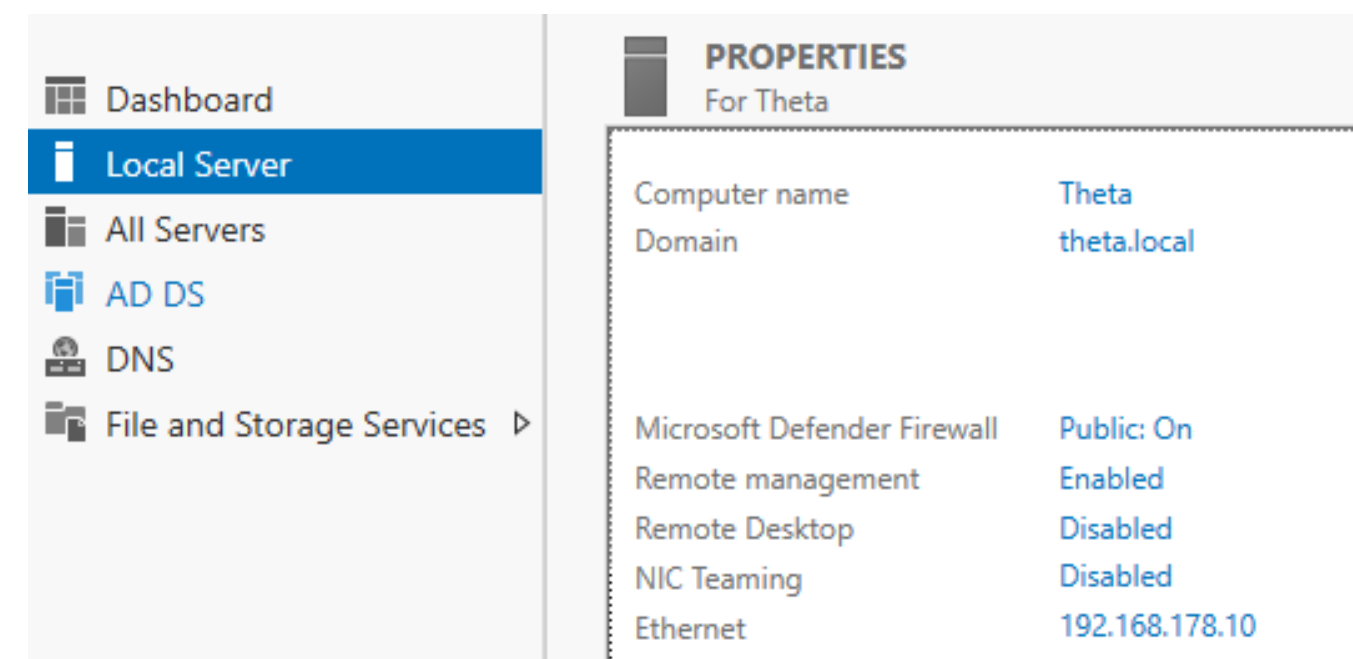 Dashboard
Local Server
All Servers
AD DS
DNS
File and Storage Services
PROPERTIES
For Theta
Computer name Theta
Domain theta.local
Microsoft Defender Firewall Public: On
Remote management Enabled
Remote Desktop Disabled
NIC Teaming Disabled
Ethernet 192.168.178.10